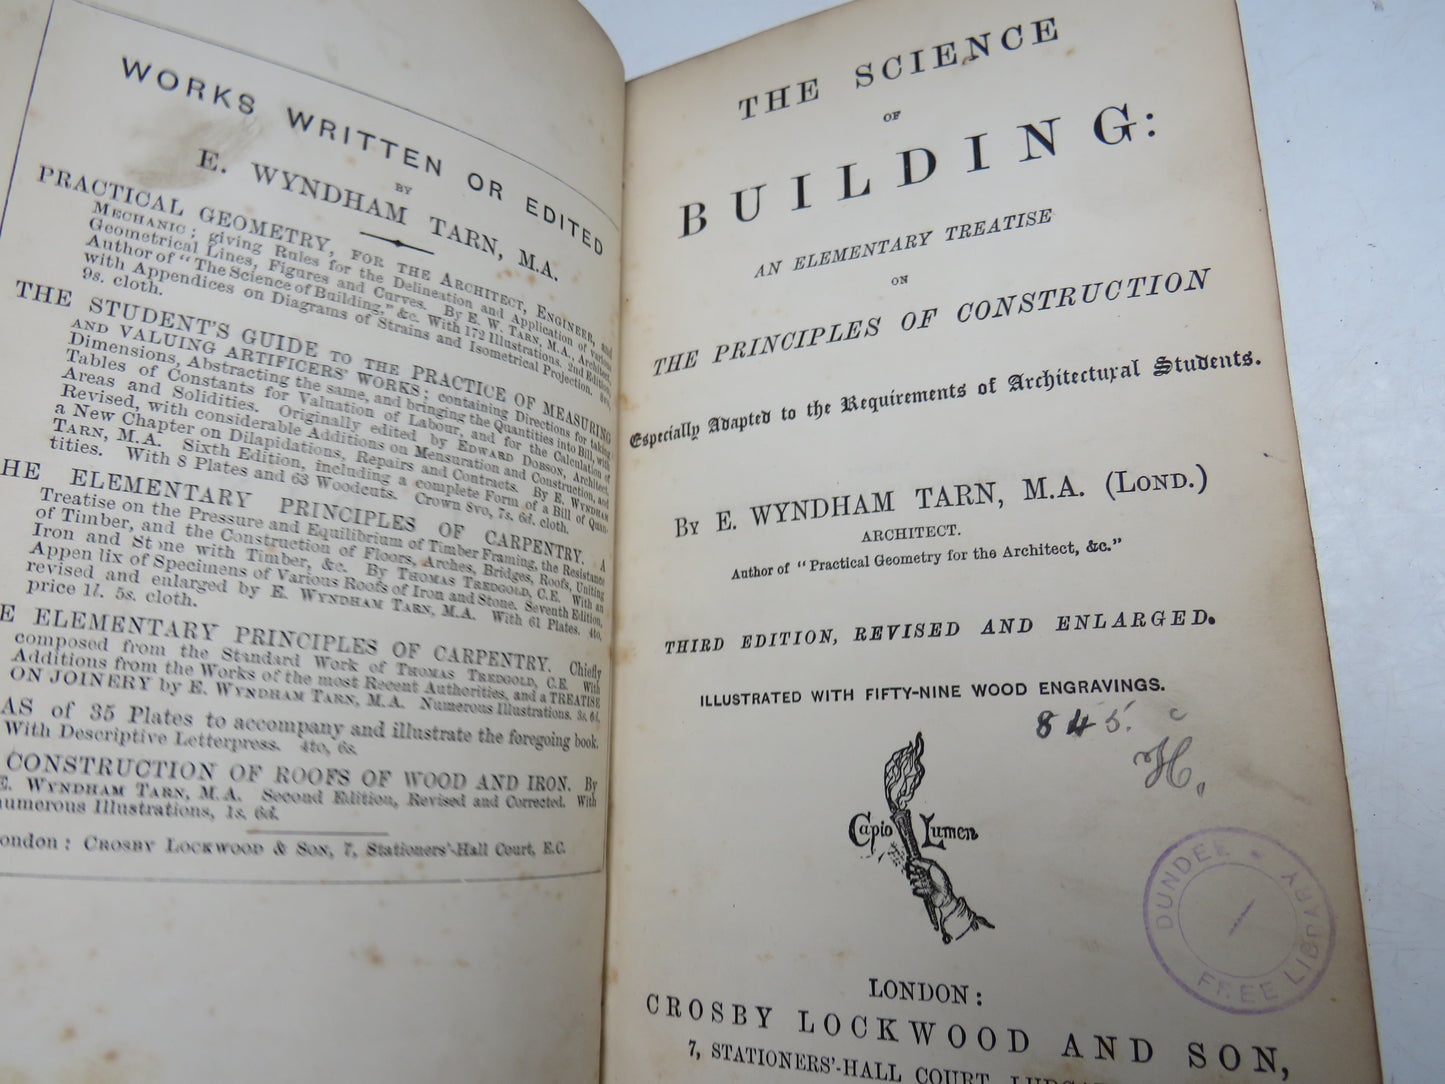 WORKS WRITTEN OR EDITED
BY
E. WYNDHAM TARN, M.A.
PRACTICAL GEOMETRY, FOR THE ARCHITECT, ENGINEER, and
MECHANIC; giving Rules for the Delineation and Application of various
Geometrical Lines, Figures and Curves. By E. W. TARN, M.A., Architect,
Author of "The Science of Building," &c. With 172 Illustrations. 2nd Edition,
with Appendices on Diagrams of Strains and Isometrical Projection. 8vo,
9s. cloth.
THE STUDENT'S GUIDE TO THE PRACTICE OF MEASURING
AND VALUING ARTIFICERS' WORKS; containing Directions for taking
Dimensions, Abstracting the same, and bringing the Quantities into Bill, with
Tables of Constants for Valuation of Labour, and for the Calculation of
Areas and Solidities. Originally edited by EDWARD DOBSON, Architect.
Revised, with considerable Additions on Mensuration and Construction, and
a New Chapter on Dilapidations, Repairs and Contracts. By E. WYNDHAM
TARN, M.A. Sixth Edition, including a complete Form of a Bill of Quan-
tities. With 8 Plates and 63 Woodcuts. Crown 8vo, 7s. 6d. cloth.
HE ELEMENTARY PRINCIPLES OF CARPENTRY. A
Treatise on the Pressure and Equilibrium of Timber Framing, the Resistance
of Timber, and the Construction of Floors, Arches, Bridges, Roofs, Uniting
Iron and Stone with Timber, &c. By THOMAS TREDGOLD, C.E. With an
Appen lix of Specimens of Various Roofs of Iron and Stone. Seventh Edition,
revised and enlarged by E. WYNDHAM TARN, M.A. With 61 Plates. 4to,
price 1l. 5s. cloth.
E ELEMENTARY PRINCIPLES OF CARPENTRY. Chiefly
composed from the Standard Work of THOMAS TREDGOLD, C.E. With
Additions from the Works of the most Recent Authorities, and a TREATISE
ON JOINERY by E. WYNDHAM TARN, M.A. Numerous Illustrations. 3s. 6d.
AS of 35 Plates to accompany and illustrate the foregoing book.
With Descriptive Letterpress. 4to, 6s.
CONSTRUCTION OF ROOFS OF WOOD AND IRON. By
E. WYNDHAM TARN, M.A. Second Edition, Revised and Corrected. With
numerous Illustrations, 1s. 6d.
ondon: CROSBY LOCKWOOD & SON, 7, Stationers'-Hall Court, E.C.
THE SCIENCE
OF
BUILDING:
AN ELEMENTARY TREATISE
ON
THE PRINCIPLES OF CONSTRUCTION
Especially Adapted to the Requirements of Architectural Students.
BY E. WYNDHAM TARN, M.A. (LOND.)
ARCHITECT.
Author of "Practical Geometry for the Architect, &c."
THIRD EDITION, REVISED AND ENLARGED.
ILLUSTRATED WITH FIFTY-NINE WOOD ENGRAVINGS.
845. c
H.
Capio Lumen
DUNDEE FREE LIBRARY
LONDON:
CROSBY LOCKWOOD AND SON,
7, STATIONERS'-HALL COURT,